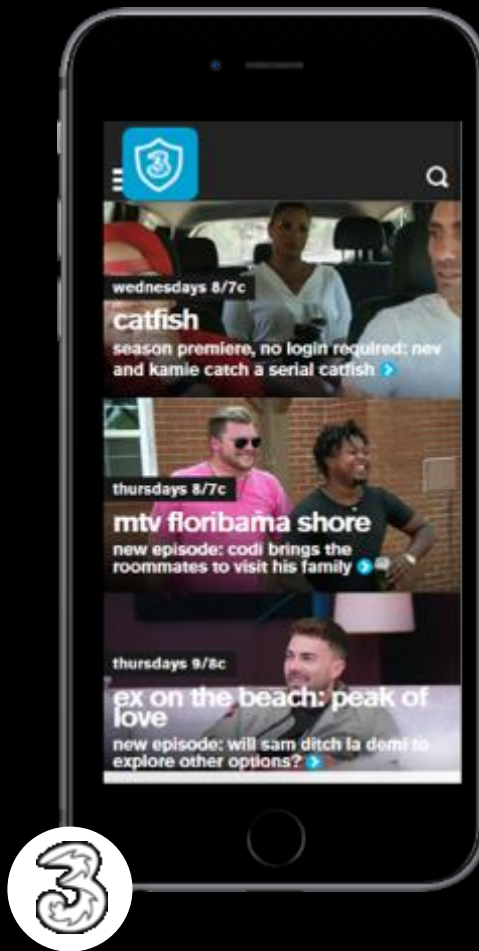 3
wednesdays 8/7c
catfish
season premiere, no login required: nev
and kamie catch a serial catfish
thursdays 8/7c
mtv floribama shore
new episode: codi brings the
roommates to visit his family
thursdays 9/8c
ex on the beach: peak of
love
new episode: will sam ditch la demi to
explore other options?
3